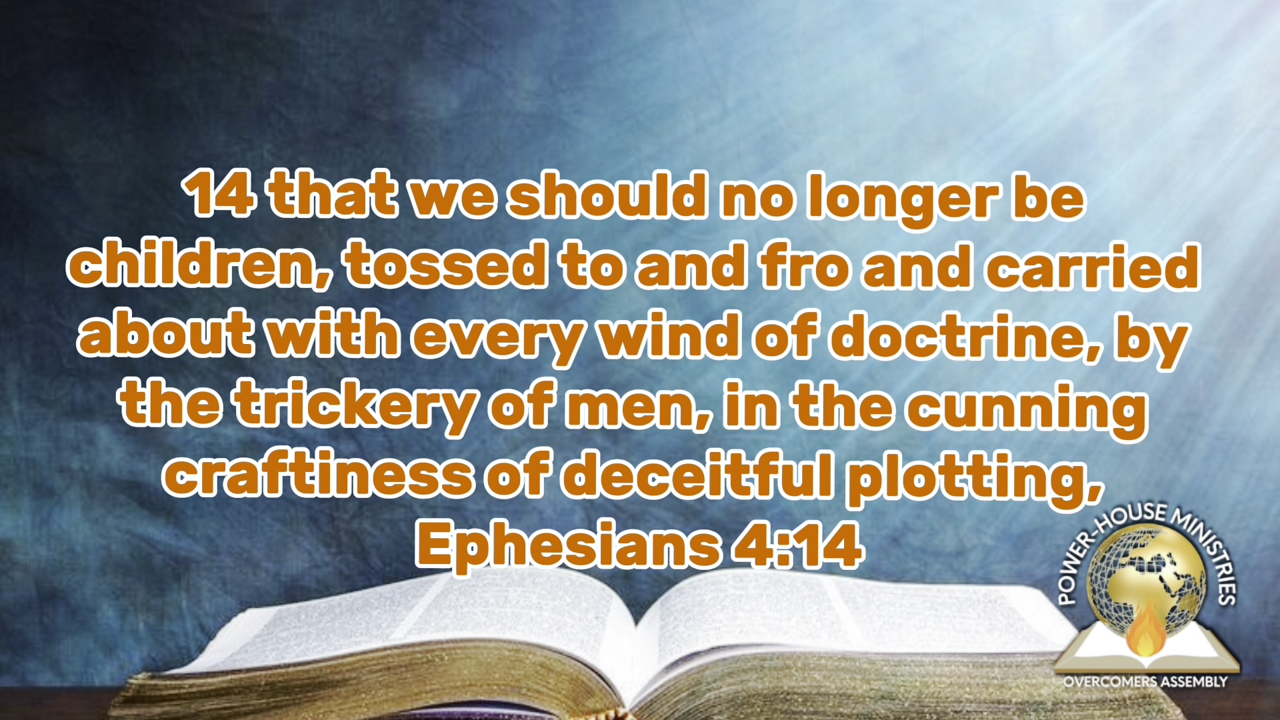 14 that we should no longer be
children, tossed to and fro and carried
about with every wind of doctrine, by
the trickery of men, in the cunning
craftiness of deceitful plotting,
Ephesians 4:14
POWER-HOUSE MINISTRIES
OVERCOMERS ASSEMBLY